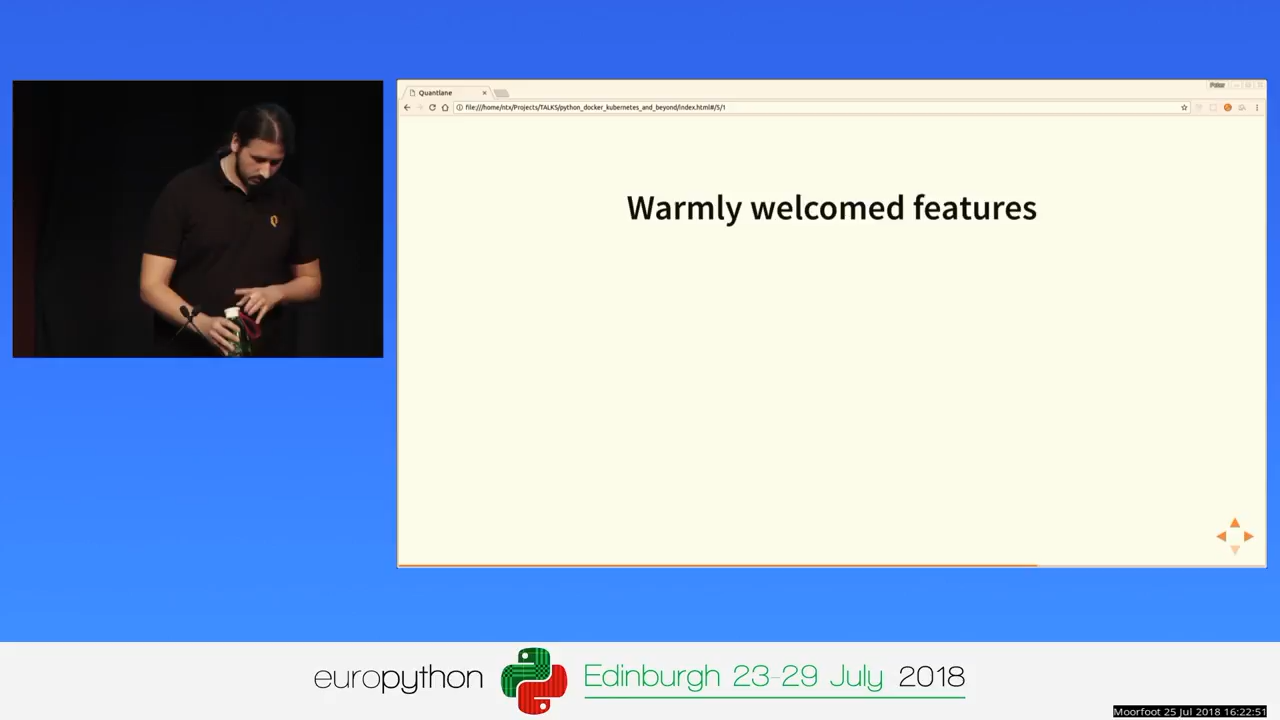 Quantlane
Peter
file:///home/ntx/Projects/TALKS/python_docker_kubernetes_and_beyond/index.html#/5/1
Warmly welcomed features
europython
Edinburgh 23-29 July 2018
Moorfoot 25 Jul 2018 16:22:51